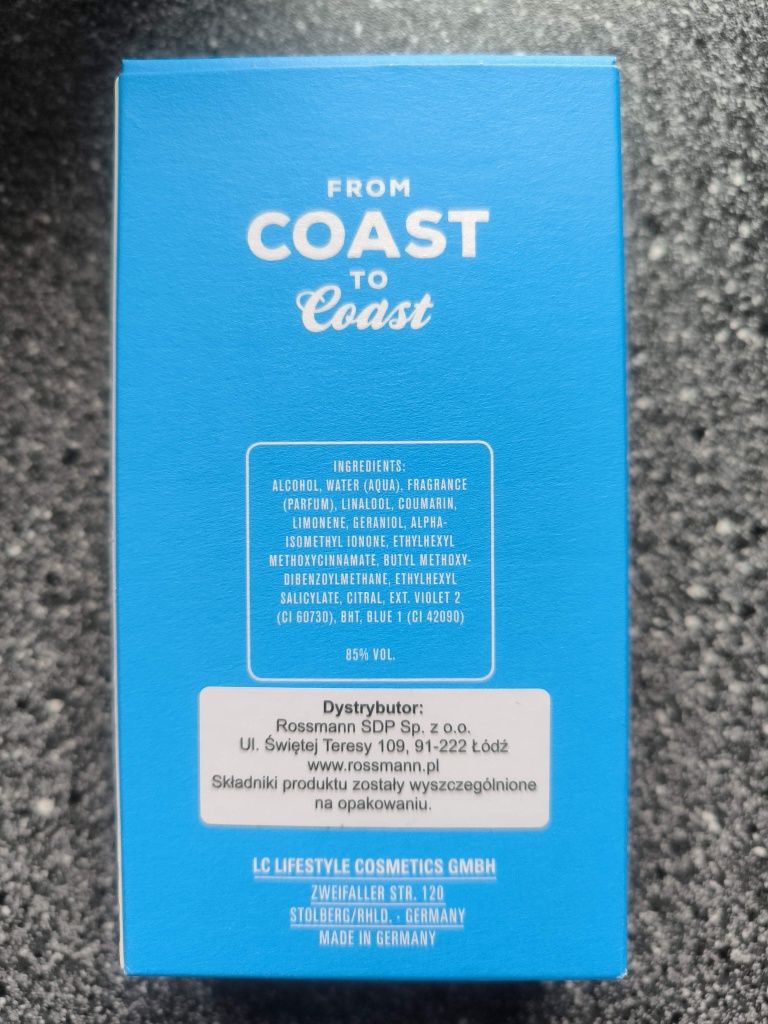 FROM
COAST
TO
Coast
INGREDIENTS:
ALCOHOL, WATER (AQUA), FRAGRANCE
(PARFUM), LINALOOL, COUMARIN,
LIMONENE, GERANIOL, ALPHA-
ISOMETHYL IONONE, ETHYLHEXYL
METHOXYCINNAMATE, BUTYL METHOXY-
DIBENZOYLMETHANE, ETHYLHEXYL
SALICYLATE, CITRAL, EXT. VIOLET 2
(CI 60730), BHT, BLUE 1 (CI 42090)
85% VOL.
Dystrybutor:
Rossmann SDP Sp. z o.o.
Ul. Świętej Teresy 109, 91-222 Łódź
www.rossmann.pl
Składniki produktu zostały wyszczególnione
na opakowaniu.
LC LIFESTYLE COSMETICS GMBH
ZWEIFALLER STR. 120
STOLBERG/RHLD. - GERMANY
MADE IN GERMANY